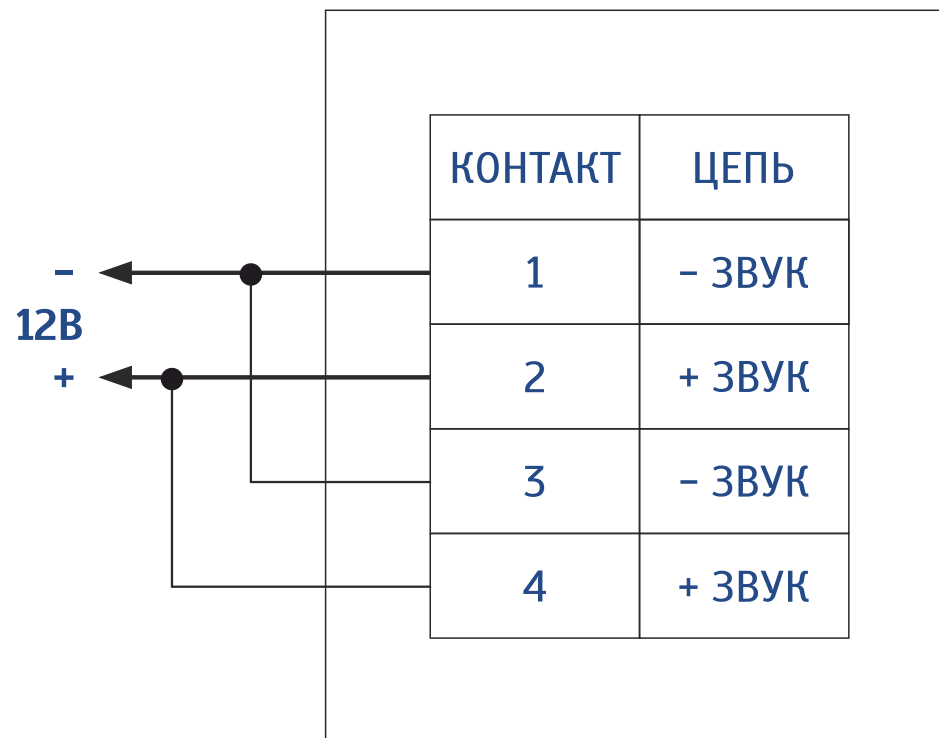 КОНТАКТ ЦЕПЬ
– 1 – ЗВУК
12В
+ 2 + ЗВУК
3 – ЗВУК
4 + ЗВУК